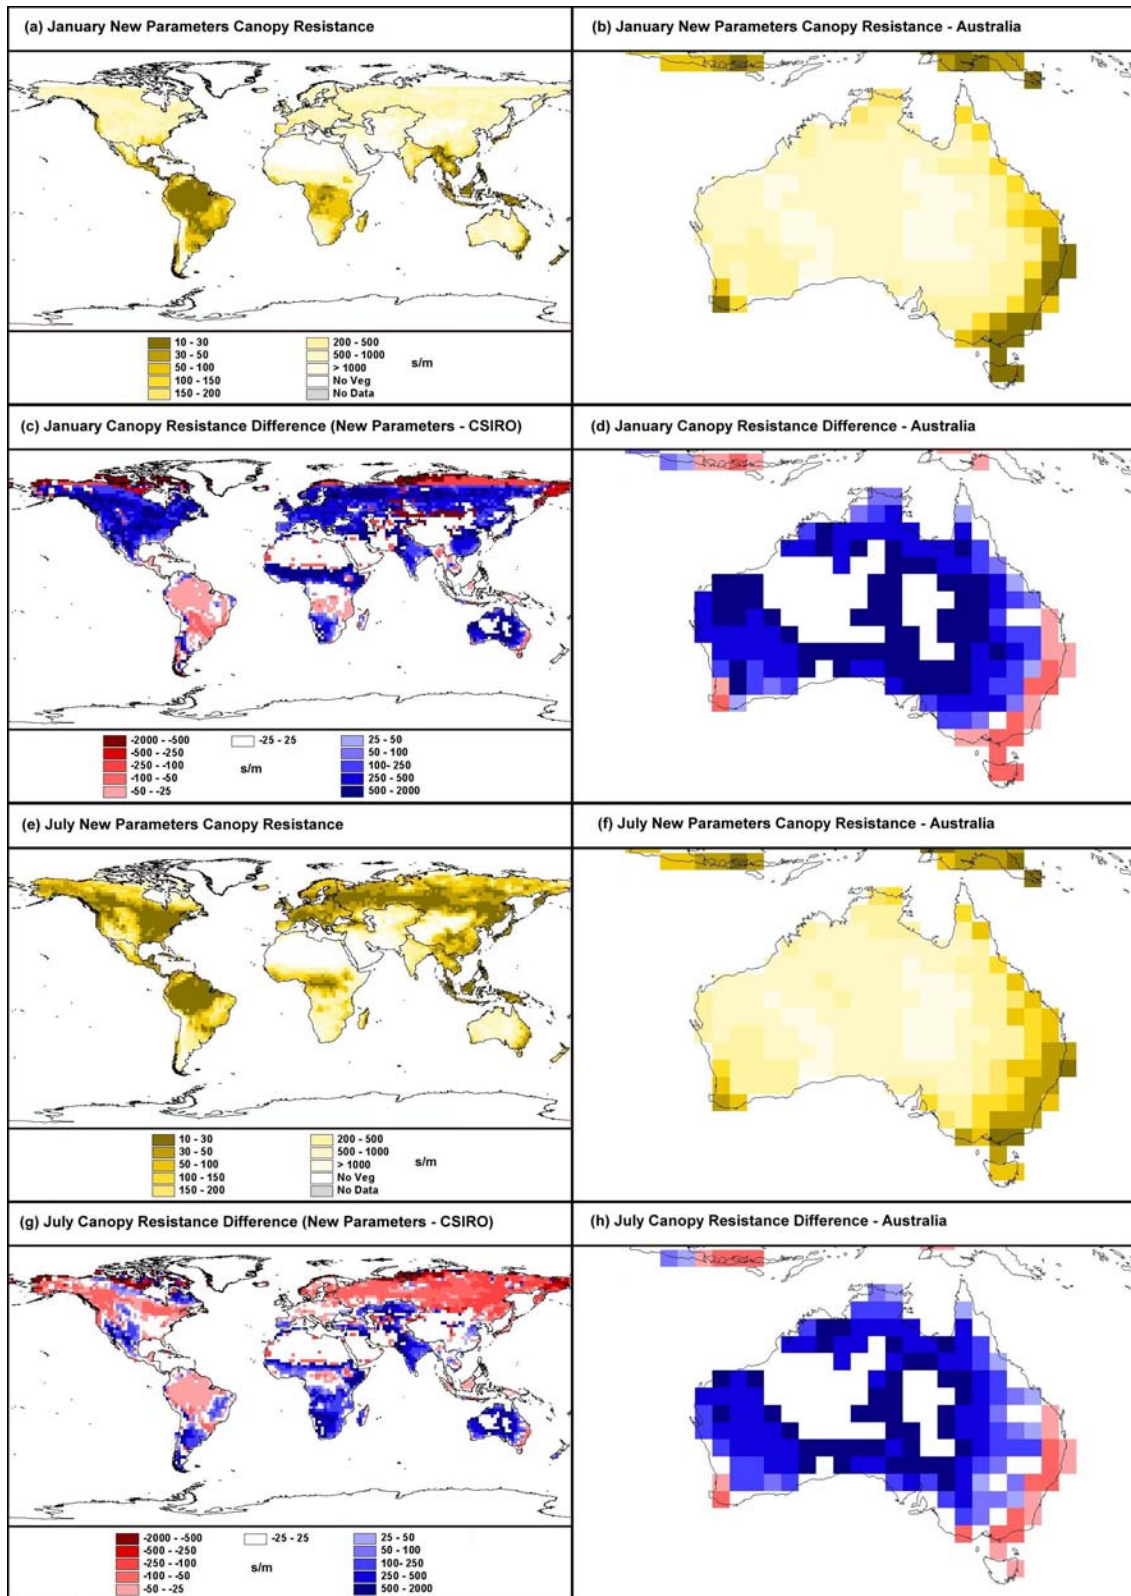 (a) January New Parameters Canopy Resistance
(b) January New Parameters Canopy Resistance - Australia
10 - 30
30 - 50
50 - 100
100 - 150
150 - 200
200 - 500
500 - 1000
> 1000
No Veg
No Data
s/m
(c) January Canopy Resistance Difference (New Parameters - CSIRO)
(d) January Canopy Resistance Difference - Australia
-2000 - -500
-500 - -250
-250 - -100
-100 - -50
-50 - -25
-25 - 25
s/m
25 - 50
50 - 100
100- 250
250 - 500
500 - 2000
(e) July New Parameters Canopy Resistance
(f) July New Parameters Canopy Resistance - Australia
10 - 30
30 - 50
50 - 100
100 - 150
150 - 200
200 - 500
500 - 1000
> 1000
No Veg
No Data
s/m
(g) July Canopy Resistance Difference (New Parameters - CSIRO)
(h) July Canopy Resistance Difference - Australia
-2000 - -500
-500 - -250
-250 - -100
-100 - -50
-50 - -25
-25 - 25
s/m
25 - 50
50 - 100
100- 250
250 - 500
500 - 2000